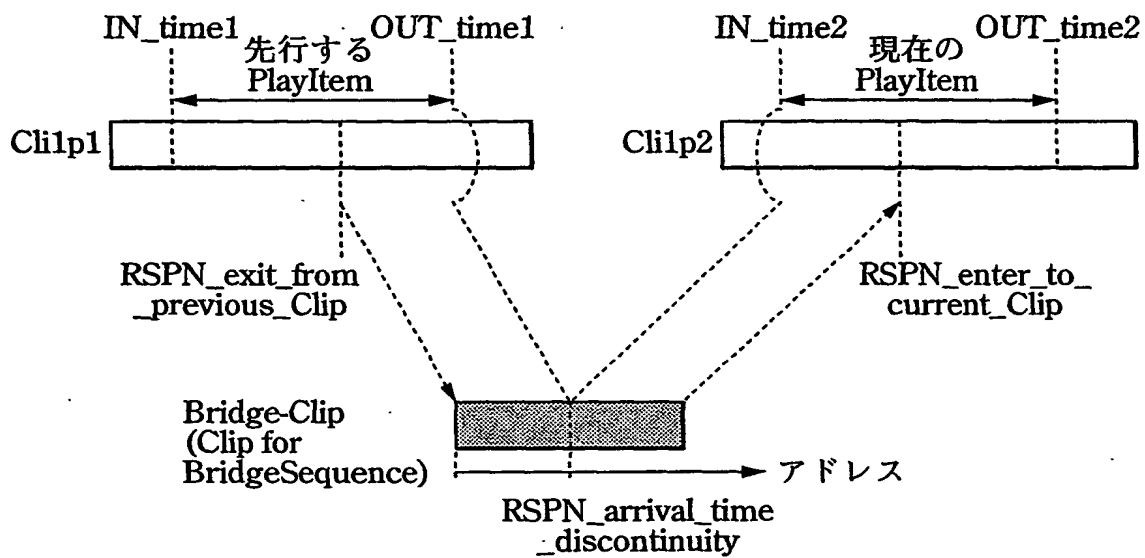 IN_time1
先行する
PlayItem
OUT_time1
Cli1p1
RSPN_exit_from
_previous_Clip
IN_time2
現在の
PlayItem
OUT_time2
Cli1p2
RSPN_enter_to_
current_Clip
Bridge-Clip
(Clip for
BridgeSequence)
アドレス
RSPN_arrival_time
_discontinuity